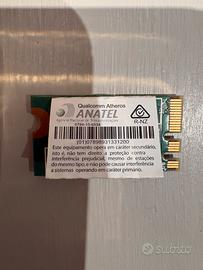 Qualcomm Atheros
ANATEL
Agência Nacional de Telecomunicações
R-NZ
(01)07898931331200
Este equipamento opera em caráter secundário,
isto é, não tem direito a proteção contra
interferência prejudicial, mesmo de estações
do mesmo tipo, e não pode causar interferência
a sistemas operando em caráter primário.
subito